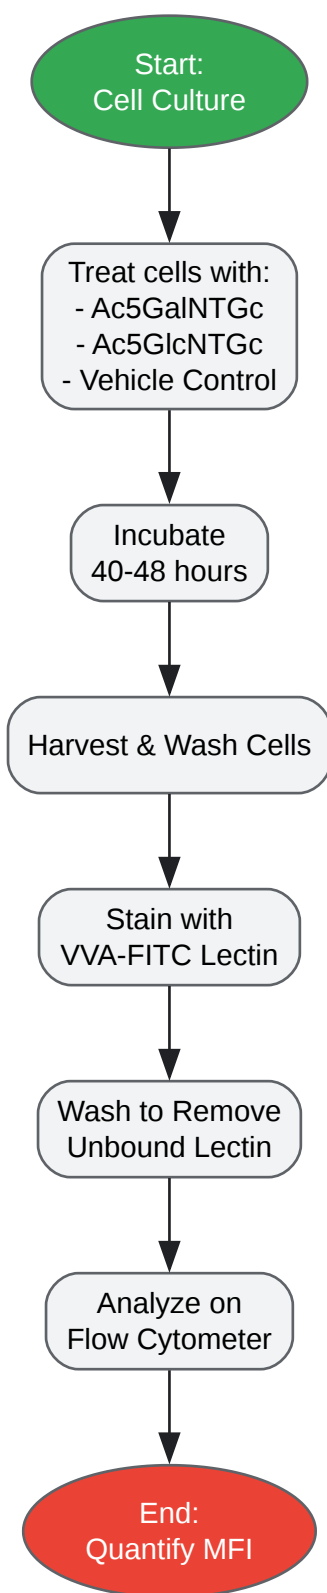 Start:
Cell Culture
Treat cells with:
- Ac5GalNTGc
- Ac5GlcNTGc
- Vehicle Control
Incubate
40-48 hours
Harvest & Wash Cells
Stain with
VVA-FITC Lectin
Wash to Remove
Unbound Lectin
Analyze on
Flow Cytometer
End:
Quantify MFI